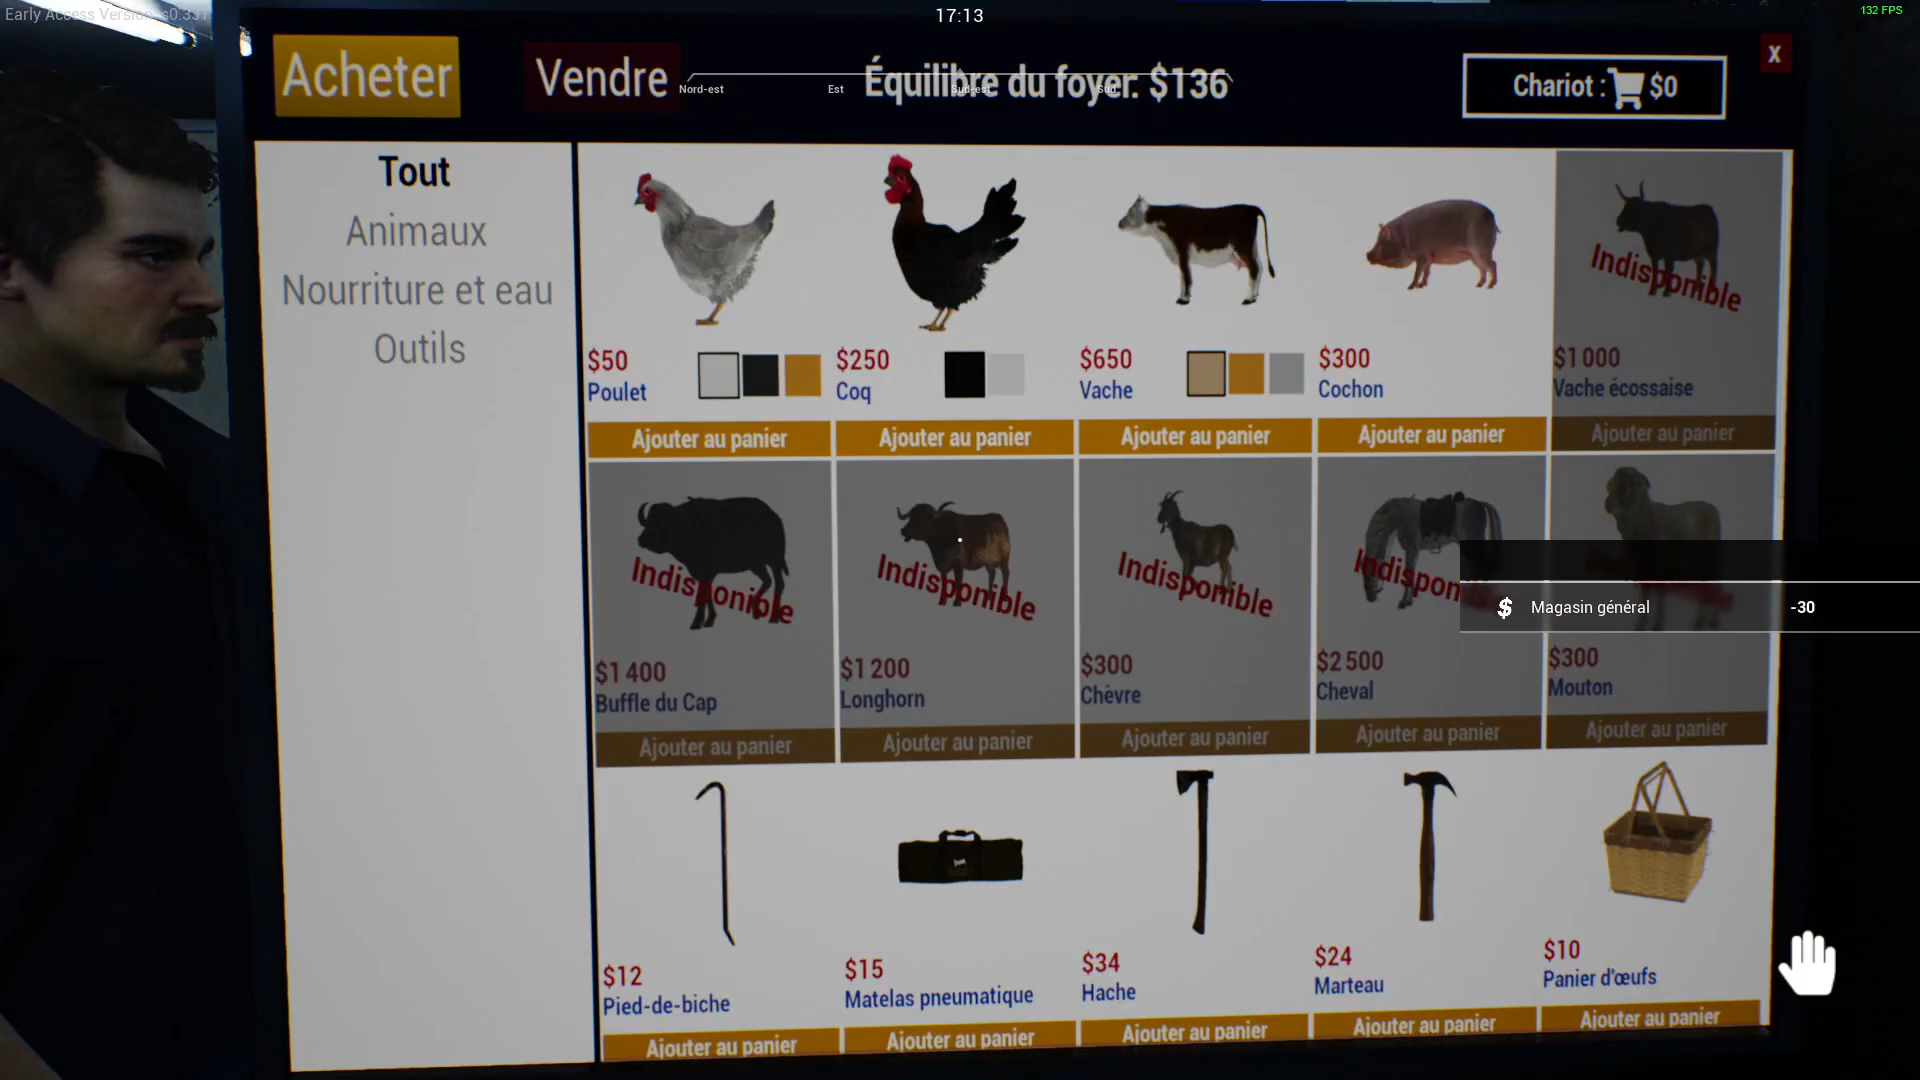 Early Access Version: s0.331
17:13
132 FPS
Acheter
Vendre
Équilibre du foyer: $136
Nord-est
Est
Sud-est
Sud
Chariot : $0
X
Tout
Animaux
Nourriture et eau
Outils
$50
Poulet
$250
Coq
$650
Vache
$300
Cochon
Indisponible
$1 000
Vache écossaise
Ajouter au panier
Ajouter au panier
Ajouter au panier
Ajouter au panier
Ajouter au panier
Indisponible
Indisponible
Indisponible
$1 400
Buffle du Cap
$1 200
Longhorn
$300
Chèvre
$2 500
Cheval
$300
Mouton
Magasin général
-30
Ajouter au panier
Ajouter au panier
Ajouter au panier
Ajouter au panier
Ajouter au panier
$12
Pied-de-biche
$15
Matelas pneumatique
$34
Hache
$24
Marteau
$10
Panier d'œufs
Ajouter au panier
Ajouter au panier
Ajouter au panier
Ajouter au panier
Ajouter au panier